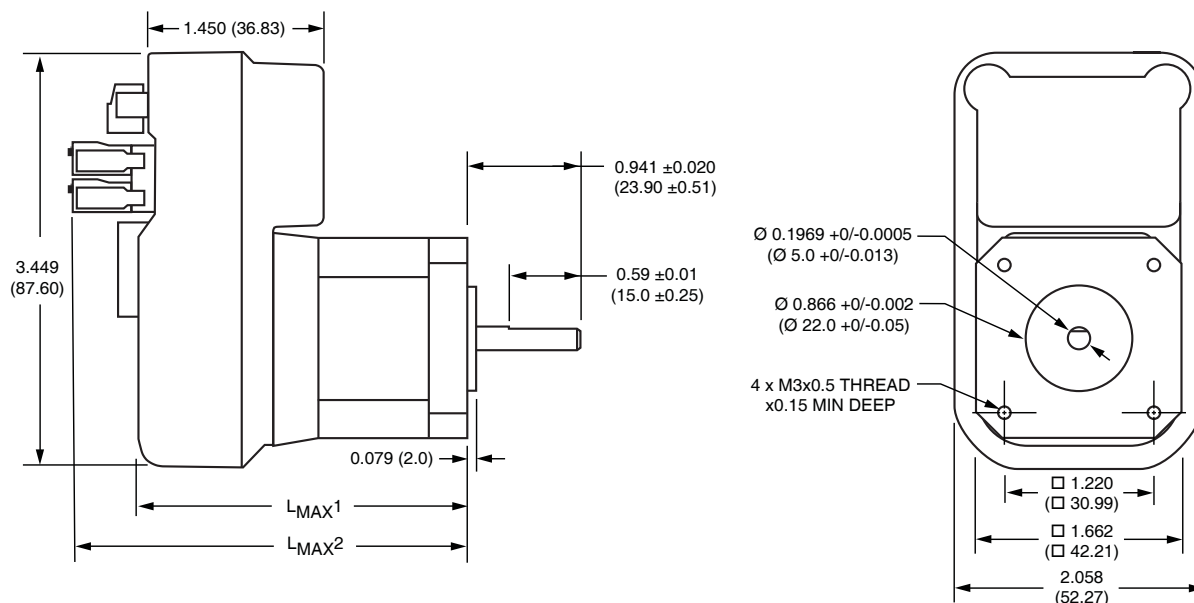 1.450 (36.83)
0.941 ±0.020
(23.90 ±0.51)
3.449
(87.60)
0.59 ±0.01
(15.0 ±0.25)
0.079 (2.0)
LMAX1
LMAX2
Ø 0.1969 +0/-0.0005
(Ø 5.0 +0/-0.013)
Ø 0.866 +0/-0.002
(Ø 22.0 +0/-0.05)
4 x M3x0.5 THREAD
x0.15 MIN DEEP
□ 1.220
(□ 30.99)
□ 1.662
(□ 42.21)
2.058
(52.27)